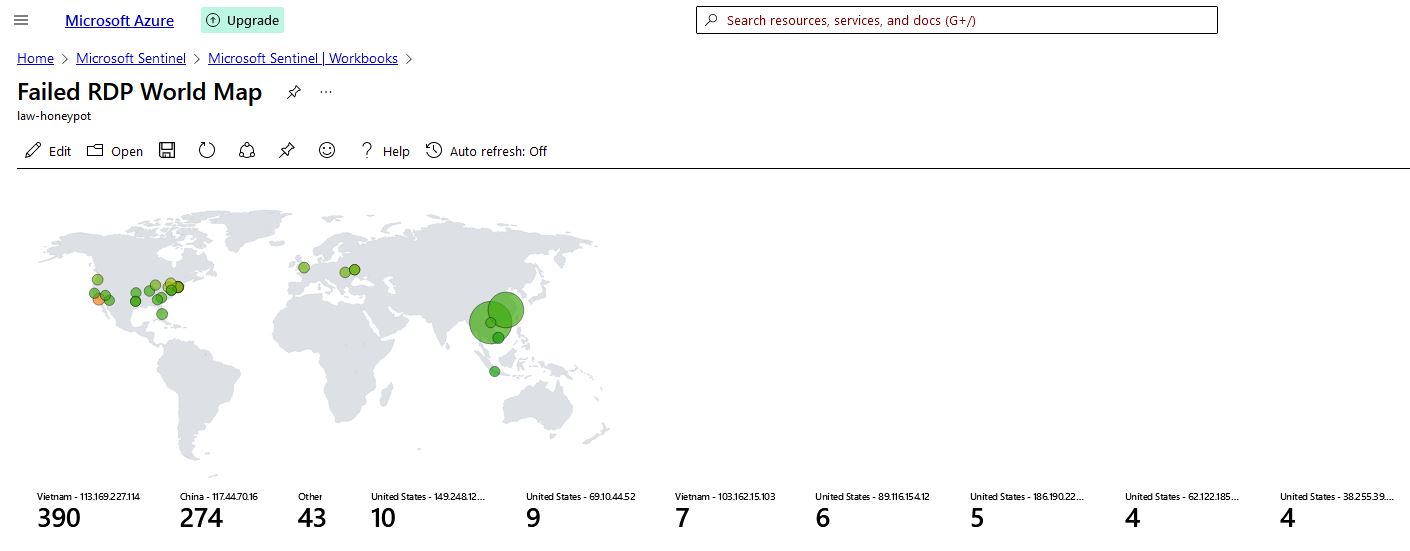 Microsoft Azure Upgrade Search resources, services, and docs (G+/)
Home > Microsoft Sentinel > Microsoft Sentinel | Workbooks >
Failed RDP World Map ...
law-honeypot
Edit Open Help Auto refresh: Off
Vietnam - 113.169.227.114 China - 117.44.70.16 Other United States - 149.248.12... United States - 69.10.44.52 Vietnam - 103.162.15.103 United States - 89.116.154.12 United States - 186.190.22... United States - 62.122.185... United States - 38.255.39....
390 274 43 10 9 7 6 5 4 4